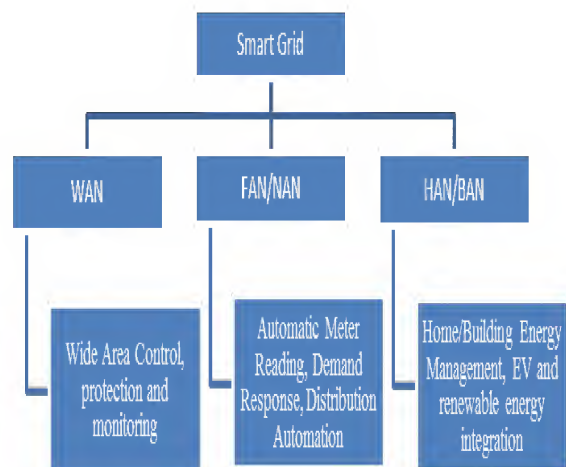 Smart Grid
WAN
FAN/NAN
HAN/BAN
Wide Area Control,
protection and
monitoring
Automatic Meter
Reading, Demand
Response, Distribution
Automation
Home/Building Energy
Management, EV and
renewable energy
integration